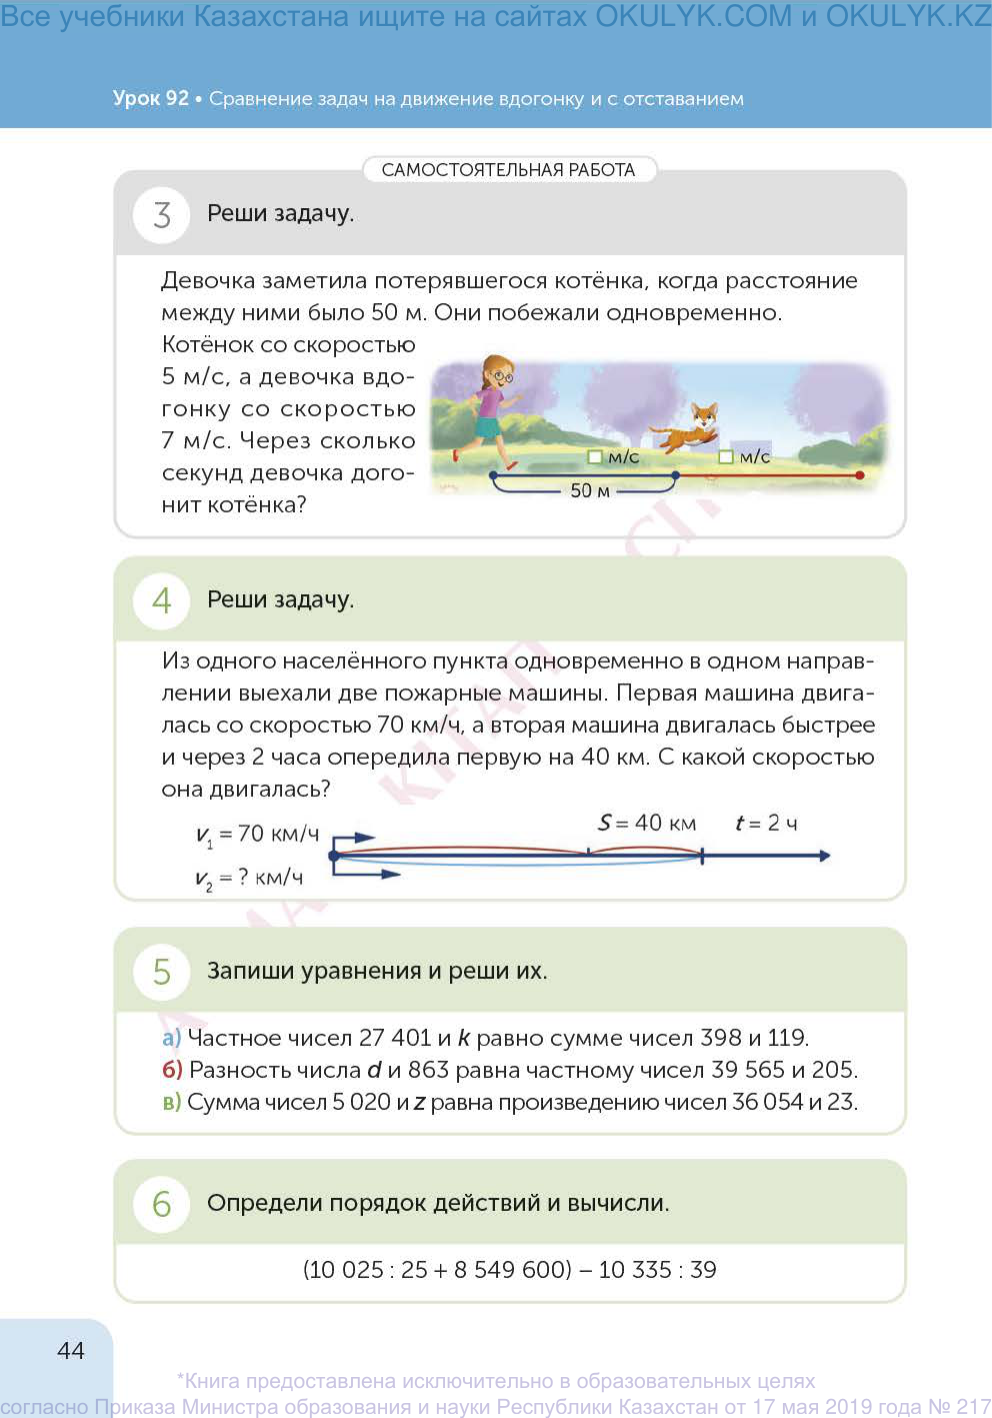 Все учебники Казахстана ищите на сайтах OKULYK.COM и OKULYK.KZ
Урок 92 • Сравнение задач на движение вдогонку и с отставанием
САМОСТОЯТЕЛЬНАЯ РАБОТА
3 Реши задачу.
Девочка заметила потерявшегося котёнка, когда расстояние
между ними было 50 м. Они побежали одновременно.
Котёнок со скоростью
5 м/с, а девочка вдо-
гонку со скоростью
7 м/с. Через сколько
секунд девочка дого-
нит котёнка?
□ м/с □ м/с
50 м
4 Реши задачу.
Из одного населённого пункта одновременно в одном направ-
лении выехали две пожарные машины. Первая машина двига-
лась со скоростью 70 км/ч, а вторая машина двигалась быстрее
и через 2 часа опередила первую на 40 км. С какой скоростью
она двигалась?
v₁ = 70 км/ч S = 40 км t = 2 ч
v₂ = ? км/ч
5 Запиши уравнения и реши их.
а) Частное чисел 27 401 и k равно сумме чисел 398 и 119.
б) Разность числа d и 863 равна частному чисел 39 565 и 205.
в) Сумма чисел 5 020 и z равна произведению чисел 36 054 и 23.
6 Определи порядок действий и вычисли.
(10 025 : 25 + 8 549 600) – 10 335 : 39
44
*Книга предоставлена исключительно в образовательных целях
согласно Приказа Министра образования и науки Республики Казахстан от 17 мая 2019 года № 217